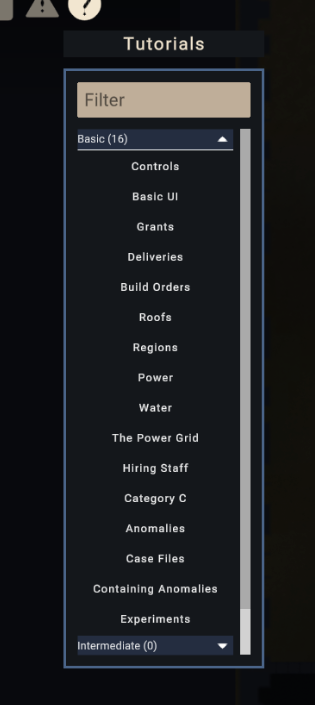 ?
Tutorials
Filter
Basic (16)
Controls
Basic UI
Grants
Deliveries
Build Orders
Roofs
Regions
Power
Water
The Power Grid
Hiring Staff
Category C
Anomalies
Case Files
Containing Anomalies
Experiments
Intermediate (0)